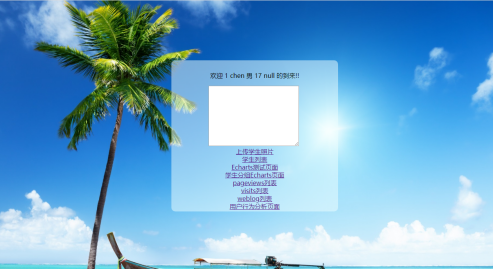 欢迎 1 chen 男 17 null 的到来!!
上传学生照片
学生列表
Echarts测试页面
学生分组Echarts页面
pageviews列表
visits列表
weblog列表
用户行为分析页面